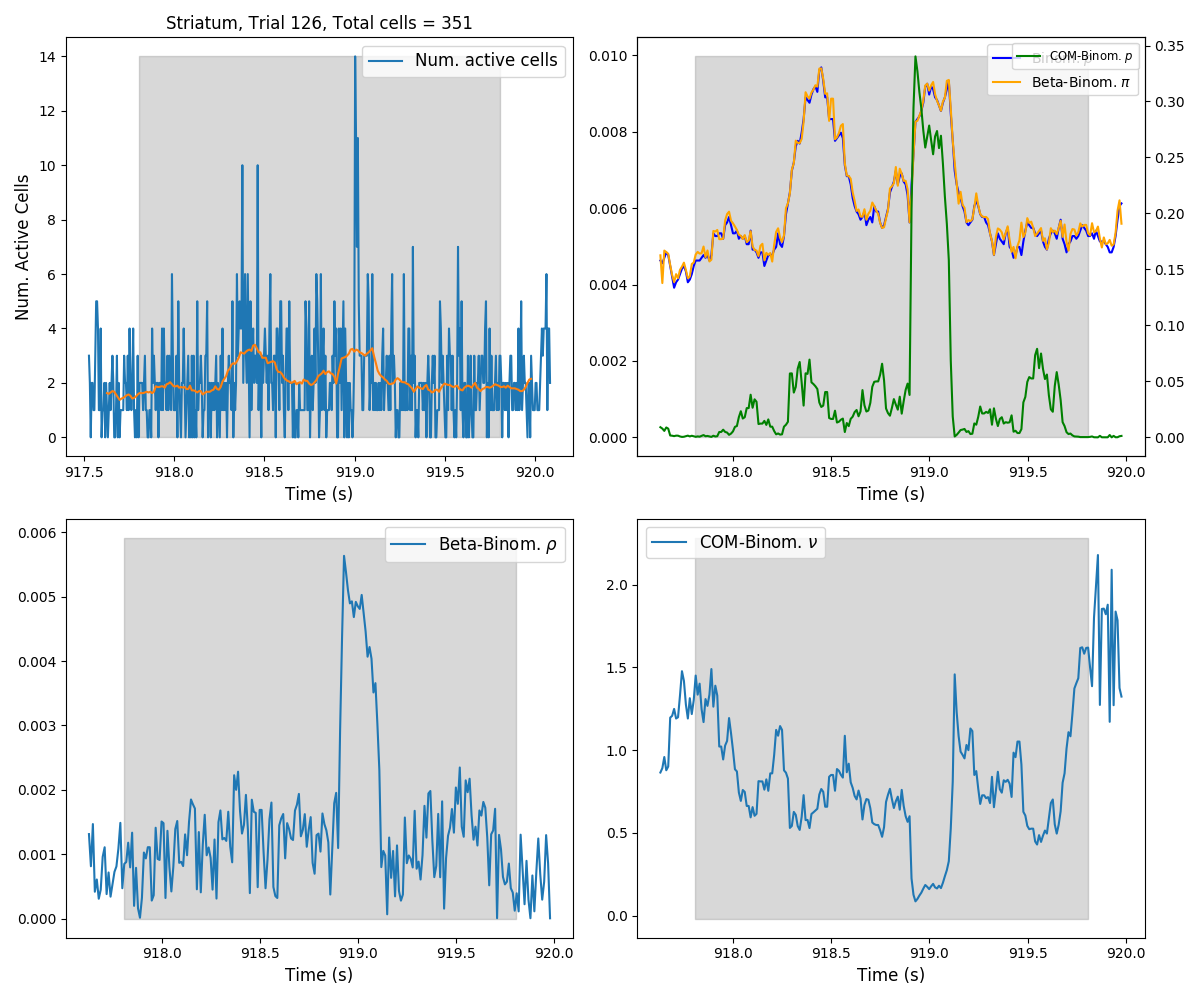 Striatum, Trial 126, Total cells = 351
Num. active cells
Num. Active Cells
14
12
10
8
6
4
2
0
917.5 918.0 918.5 919.0 919.5 920.0
Time (s)
COM-Binom. p
Binom. p
Beta-Binom. π
0.010
0.008
0.006
0.004
0.002
0.000
0.35
0.30
0.25
0.20
0.15
0.10
0.05
0.00
918.0 918.5 919.0 919.5 920.0
Time (s)
Beta-Binom. ρ
0.006
0.005
0.004
0.003
0.002
0.001
0.000
918.0 918.5 919.0 919.5 920.0
Time (s)
COM-Binom. ν
2.0
1.5
1.0
0.5
0.0
918.0 918.5 919.0 919.5 920.0
Time (s)